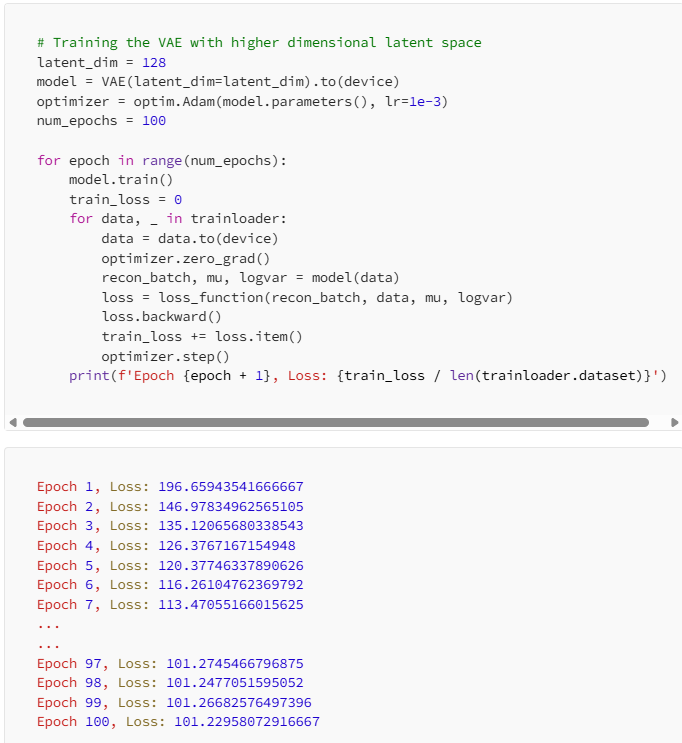 # Training the VAE with higher dimensional latent space
latent_dim = 128
model = VAE(latent_dim=latent_dim).to(device)
optimizer = optim.Adam(model.parameters(), lr=1e-3)
num_epochs = 100

for epoch in range(num_epochs):
    model.train()
    train_loss = 0
    for data, _ in trainloader:
        data = data.to(device)
        optimizer.zero_grad()
        recon_batch, mu, logvar = model(data)
        loss = loss_function(recon_batch, data, mu, logvar)
        loss.backward()
        train_loss += loss.item()
        optimizer.step()
    print(f'Epoch {epoch + 1}, Loss: {train_loss / len(trainloader.dataset)}')

Epoch 1, Loss: 196.65943541666667
Epoch 2, Loss: 146.97834962565105
Epoch 3, Loss: 135.12065680338543
Epoch 4, Loss: 126.3767167154948
Epoch 5, Loss: 120.37746337890626
Epoch 6, Loss: 116.26104762369792
Epoch 7, Loss: 113.47055166015625
...
...
Epoch 97, Loss: 101.2745466796875
Epoch 98, Loss: 101.2477051595052
Epoch 99, Loss: 101.26682576497396
Epoch 100, Loss: 101.22958072916667